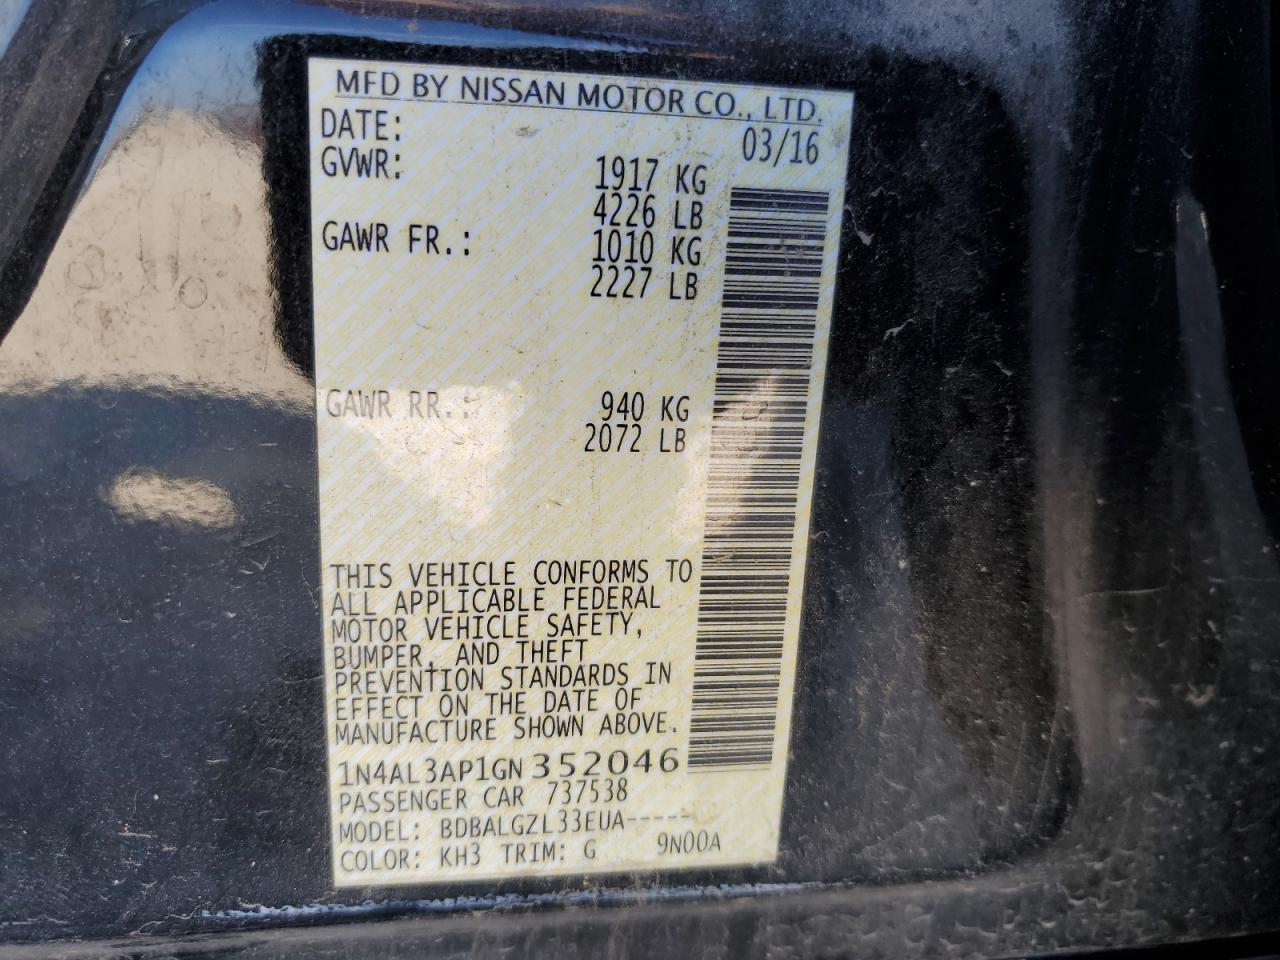 MFD BY NISSAN MOTOR CO., LTD.
DATE: 03/16
GVWR: 1917 KG
4226 LB
GAWR FR.: 1010 KG
2227 LB
GAWR RR.: 940 KG
2072 LB
THIS VEHICLE CONFORMS TO
ALL APPLICABLE FEDERAL
MOTOR VEHICLE SAFETY,
BUMPER, AND THEFT
PREVENTION STANDARDS IN
EFFECT ON THE DATE OF
MANUFACTURE SHOWN ABOVE.
1N4AL3AP1GN352046
PASSENGER CAR 737538
MODEL: BDBALGZL33EUA-----
COLOR: KH3 TRIM: G 9N00A